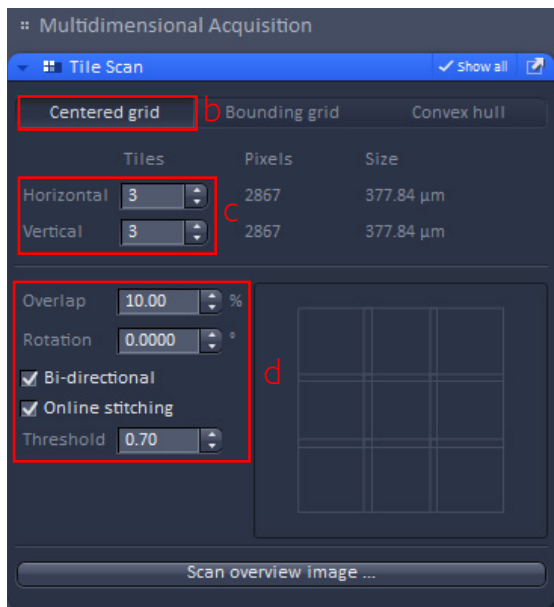 Multidimensional Acquisition
Tile Scan Show all
Centered grid b Bounding grid Convex hull
Tiles Pixels Size
Horizontal 3 c 2867 377.84 µm
Vertical 3 2867 377.84 µm
Overlap 10.00 %
Rotation 0.0000 °
Bi-directional d
Online stitching
Threshold 0.70
Scan overview image ...